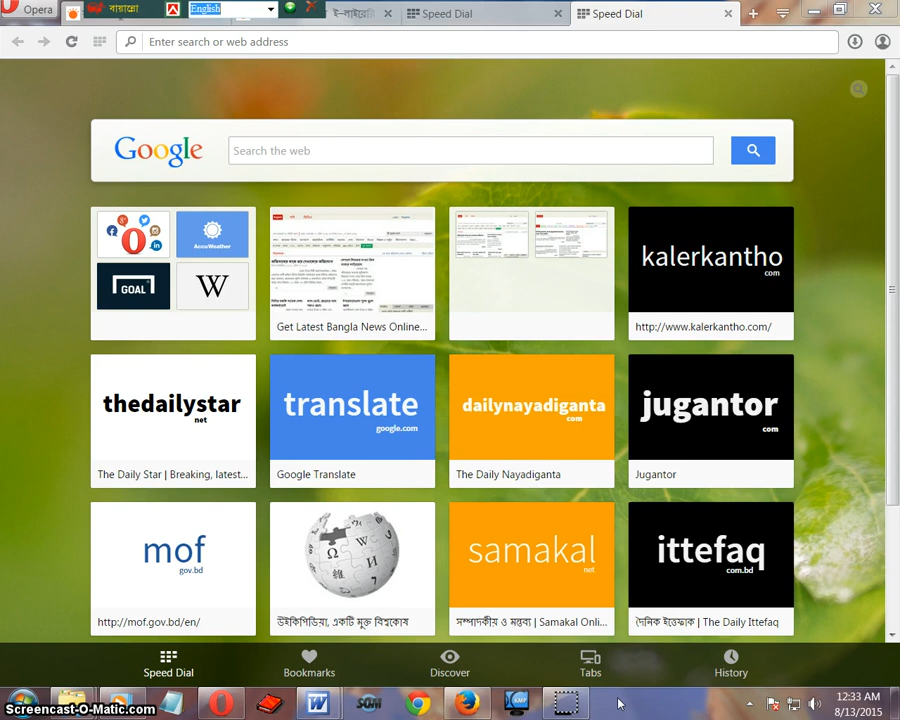 Opera
বায়ান্নো
English
ই-লাইব্রেরি
Speed Dial
Speed Dial
Enter search or web address
Google
Search the web
AccuWeather
GOAL
W
Get Latest Bangla News Online...
kalerkantho
com
http://www.kalerkantho.com/
thedailystar
net
The Daily Star | Breaking, latest...
translate
google.com
Google Translate
dailynayadiganta
com
The Daily Nayadiganta
jugantor
com
Jugantor
mof
gov.bd
http://mof.gov.bd/en/
উইকিপিডিয়া, একটি মুক্ত বিশ্বকোষ
samakal
net
সম্পাদকীয় ও মন্তব্য | Samakal Onli...
ittefaq
com.bd
দৈনিক ইত্তেফাক | The Daily Ittefaq
Speed Dial
Bookmarks
Discover
Tabs
History
Screencast-O-Matic.com
12:33 AM
8/13/2015